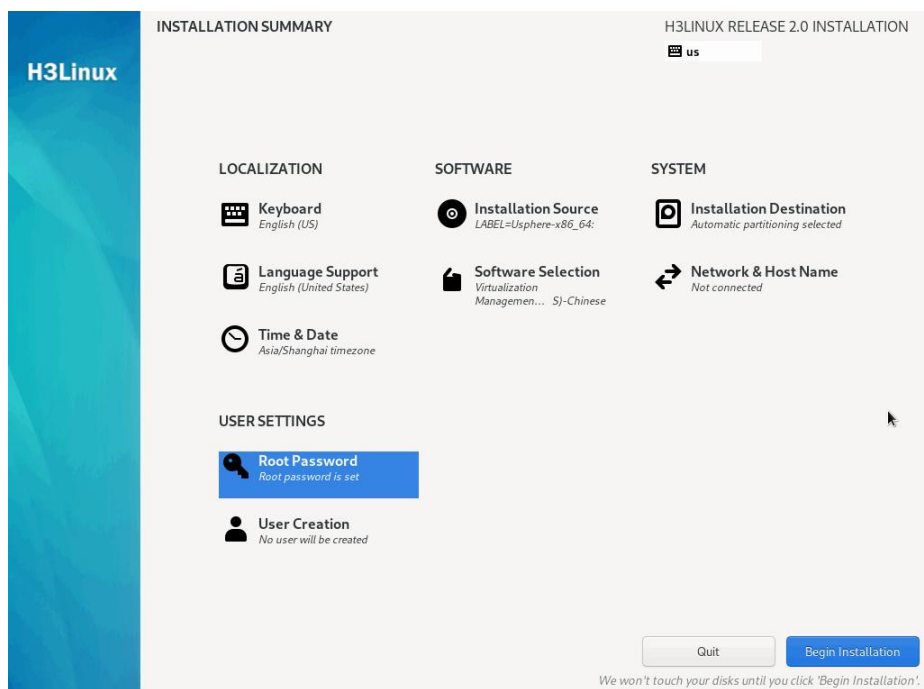 INSTALLATION SUMMARY
H3LINUX RELEASE 2.0 INSTALLATION
us
H3Linux
LOCALIZATION
Keyboard
English (US)
Language Support
English (United States)
Time & Date
Asia/Shanghai timezone
SOFTWARE
Installation Source
LABEL=Usphere-x86_64:
Software Selection
Virtualization
Managemen... S)-Chinese
SYSTEM
Installation Destination
Automatic partitioning selected
Network & Host Name
Not connected
USER SETTINGS
Root Password
Root password is set
User Creation
No user will be created
Quit
Begin Installation
We won't touch your disks until you click 'Begin Installation'.